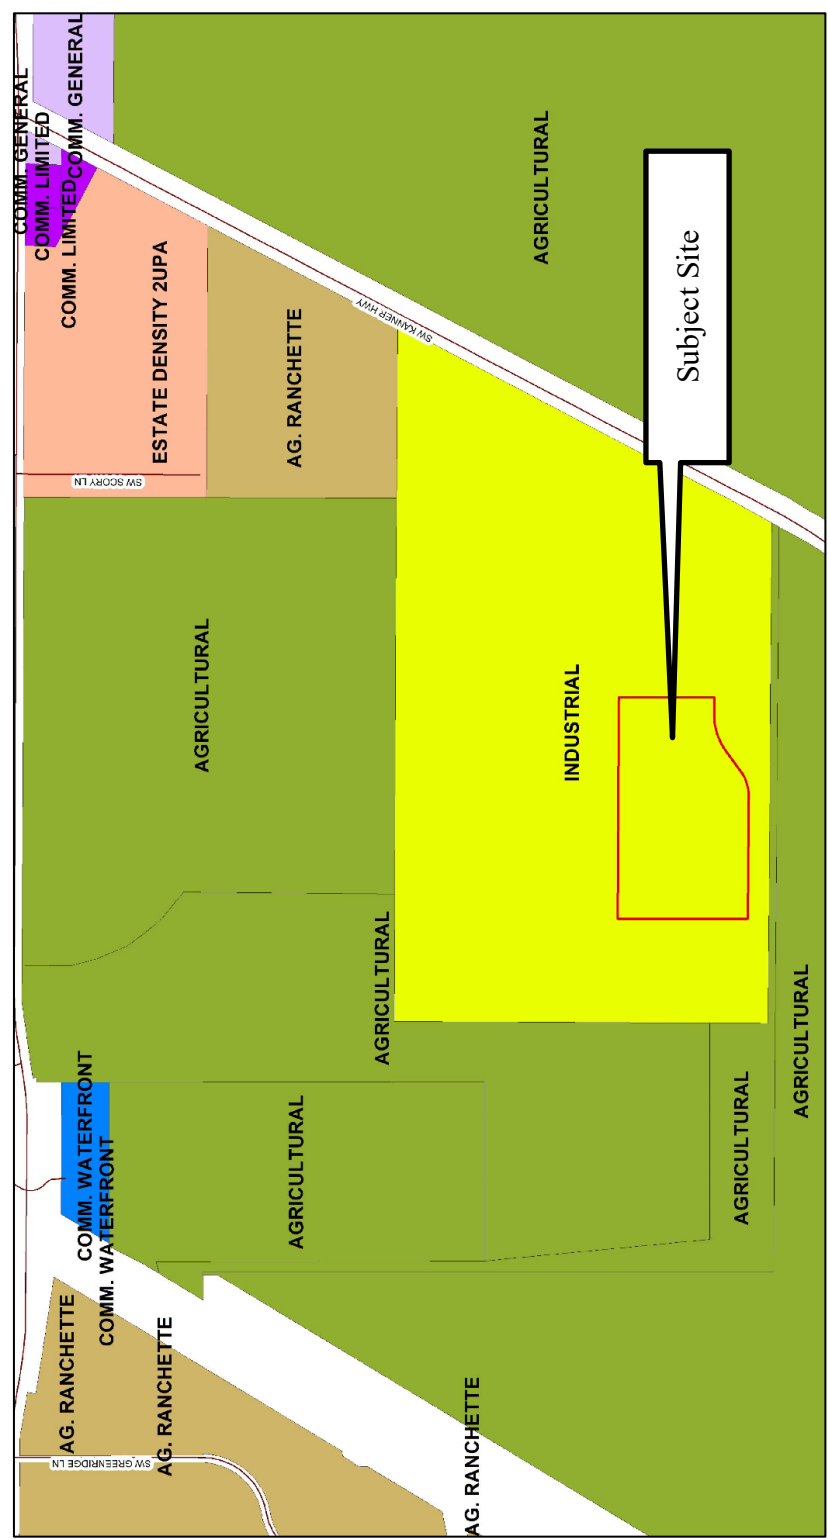 COMM. GENERAL
COMM. GENERAL
COMM. LIMITED
COMM. LIMITED
ESTATE DENSITY 2UPA
AG. RANCHETTE
AGRICULTURAL
SW KANNER HWY
Subject Site
SW SCORY LN
AGRICULTURAL
INDUSTRIAL
AGRICULTURAL
AGRICULTURAL
COMM. WATERFRONT
COMM. WATERFRONT
AGRICULTURAL
AGRICULTURAL
AG. RANCHETTE
AG. RANCHETTE
AG. RANCHETTE
SW GREENRIDGE LN